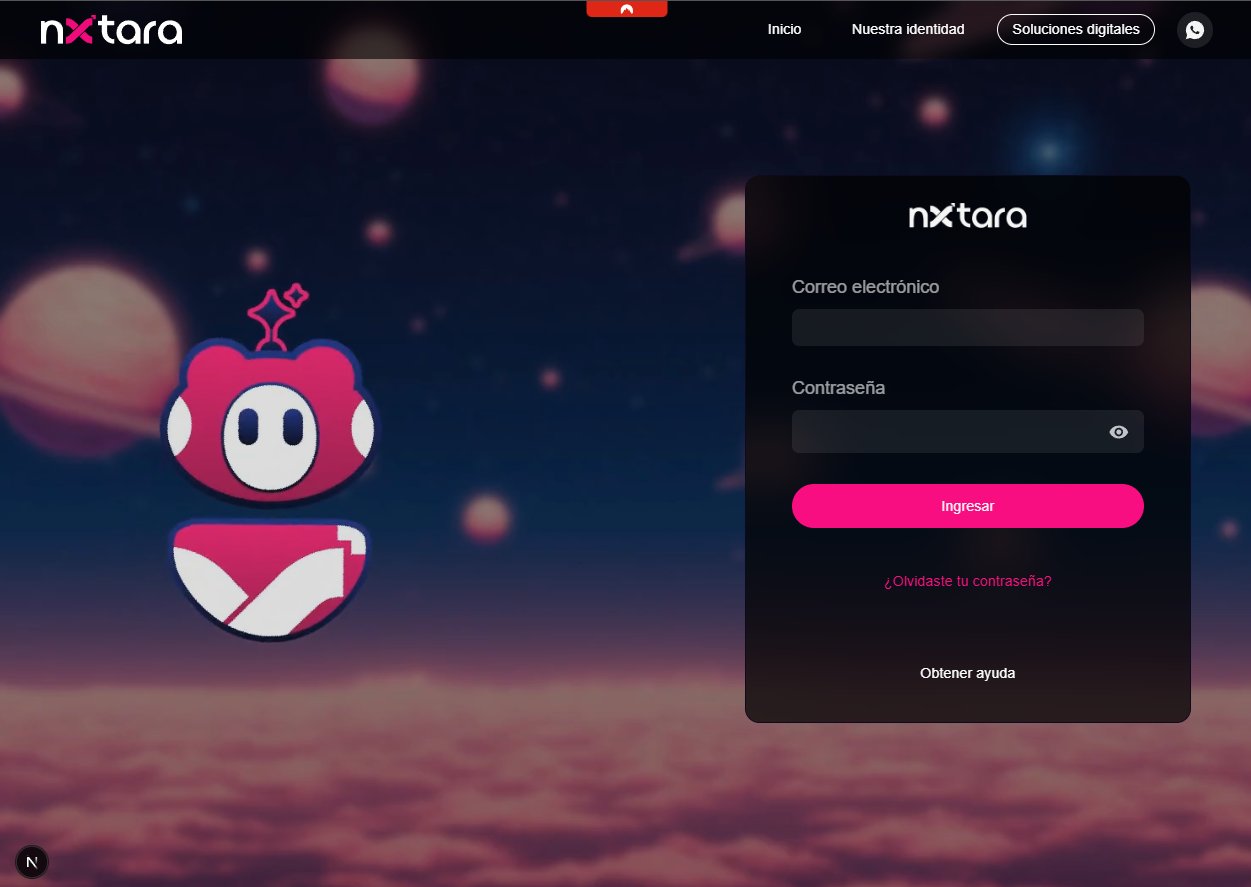 nxtara
Inicio
Nuestra identidad
Soluciones digitales
nxtara
Correo electrónico
Contraseña
Ingresar
¿Olvidaste tu contraseña?
Obtener ayuda
N